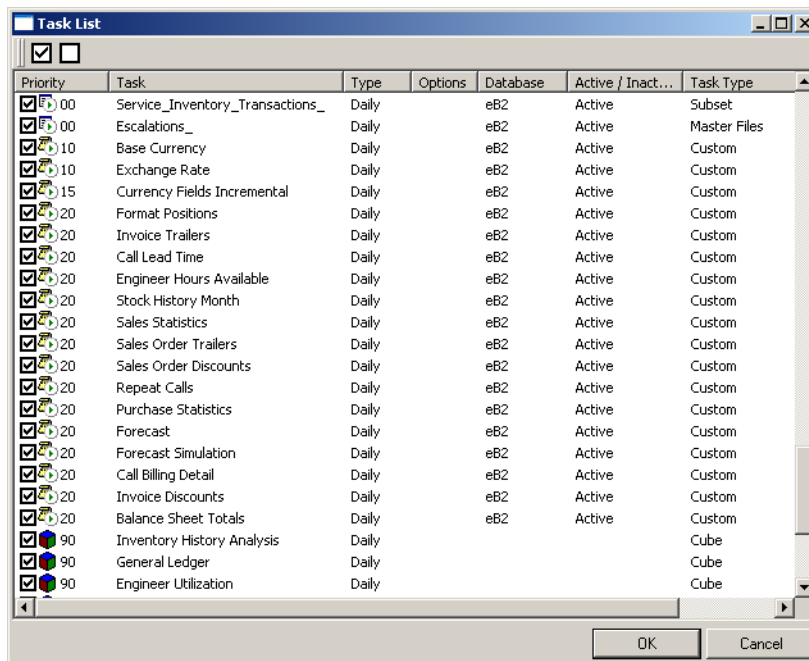 Task List
Priority Task Type Options Database Active / Inact... Task Type
00 Service_Inventory_Transactions_ Daily eB2 Active Subset
00 Escalations_ Daily eB2 Active Master Files
10 Base Currency Daily eB2 Active Custom
10 Exchange Rate Daily eB2 Active Custom
15 Currency Fields Incremental Daily eB2 Active Custom
20 Format Positions Daily eB2 Active Custom
20 Invoice Trailers Daily eB2 Active Custom
20 Call Lead Time Daily eB2 Active Custom
20 Engineer Hours Available Daily eB2 Active Custom
20 Stock History Month Daily eB2 Active Custom
20 Sales Statistics Daily eB2 Active Custom
20 Sales Order Trailers Daily eB2 Active Custom
20 Sales Order Discounts Daily eB2 Active Custom
20 Repeat Calls Daily eB2 Active Custom
20 Purchase Statistics Daily eB2 Active Custom
20 Forecast Daily eB2 Active Custom
20 Forecast Simulation Daily eB2 Active Custom
20 Call Billing Detail Daily eB2 Active Custom
20 Invoice Discounts Daily eB2 Active Custom
20 Balance Sheet Totals Daily eB2 Active Custom
90 Inventory History Analysis Daily Cube
90 General Ledger Daily Cube
90 Engineer Utilization Daily Cube
OK Cancel